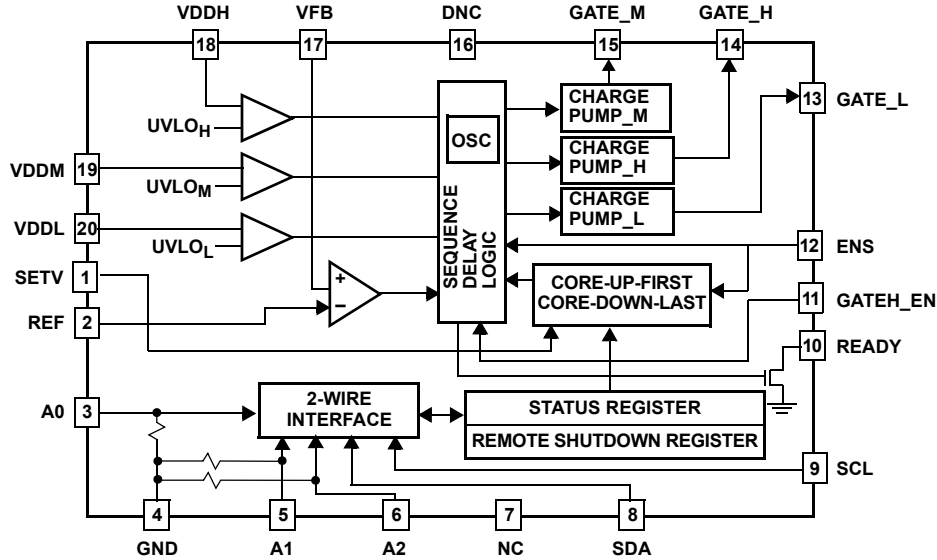 VDDH VFB DNC GATE_M GATE_H
18 17 16 15 14
CHARGE
PUMP_M
13 GATE_L
UVLOH
OSC
CHARGE
PUMP_H
VDDM 19
UVLOM
CHARGE
PUMP_L
VDDL 20
UVLOL
SEQUENCE
DELAY
LOGIC
12 ENS
SETV 1
+
−
CORE-UP-FIRST
CORE-DOWN-LAST
11 GATEH_EN
REF 2
10 READY
A0 3
2-WIRE
INTERFACE
STATUS REGISTER
REMOTE SHUTDOWN REGISTER
9 SCL
4 5 6 7 8
GND A1 A2 NC SDA